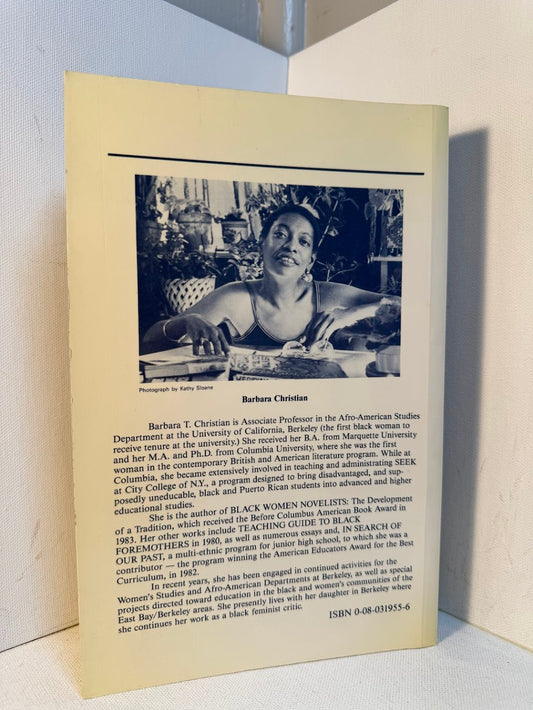 Photograph by Kathy Sloane
Barbara Christian
Barbara T. Christian is Associate Professor in the Afro-American Studies
Department at the University of California, Berkeley (the first black woman to
receive tenure at the university.) She received her B.A. from Marquette University
and her M.A. and Ph.D. from Columbia University, where she was the first
woman in the contemporary British and American literature program. While at
Columbia, she became extensively involved in teaching and administrating SEEK
at City College of N.Y., a program designed to bring disadvantaged, and sup-
posedly uneducable, black and Puerto Rican students into advanced and higher
educational studies.
She is the author of BLACK WOMEN NOVELISTS: The Development
of a Tradition, which received the Before Columbus American Book Award in
1983. Her other works include TEACHING GUIDE TO BLACK
FOREMOTHERS in 1980, as well as numerous essays and, IN SEARCH OF
OUR PAST, a multi-ethnic program for junior high school, to which she was a
contributor — the program winning the American Educators Award for the Best
Curriculum, in 1982.
In recent years, she has been engaged in continued activities for the
Women's Studies and Afro-American Departments at Berkeley, as well as special
projects directed toward education in the black and women's communities of the
East Bay/Berkeley areas. She presently lives with her daughter in Berkeley where
she continues her work as a black feminist critic.
ISBN 0-08-031955-6